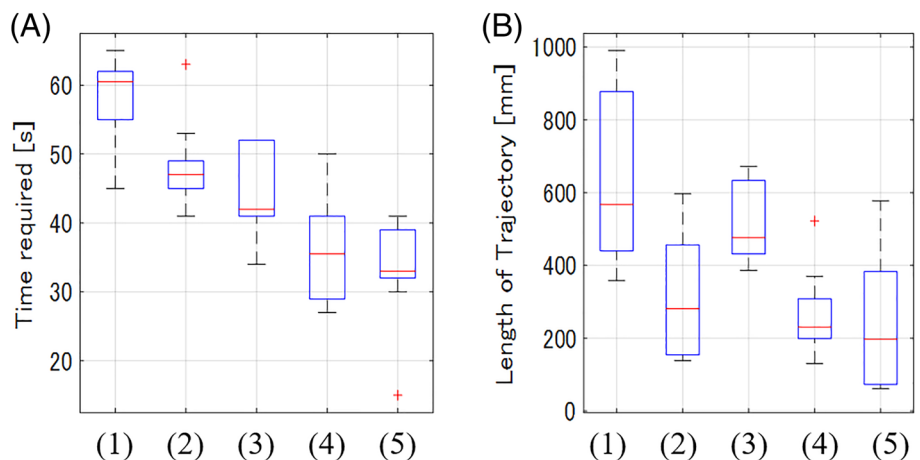 (A)
Time required [s]
60
50
40
30
20
(1) (2) (3) (4) (5)
(B)
Length of Trajectory [mm]
1000
800
600
400
200
0
(1) (2) (3) (4) (5)